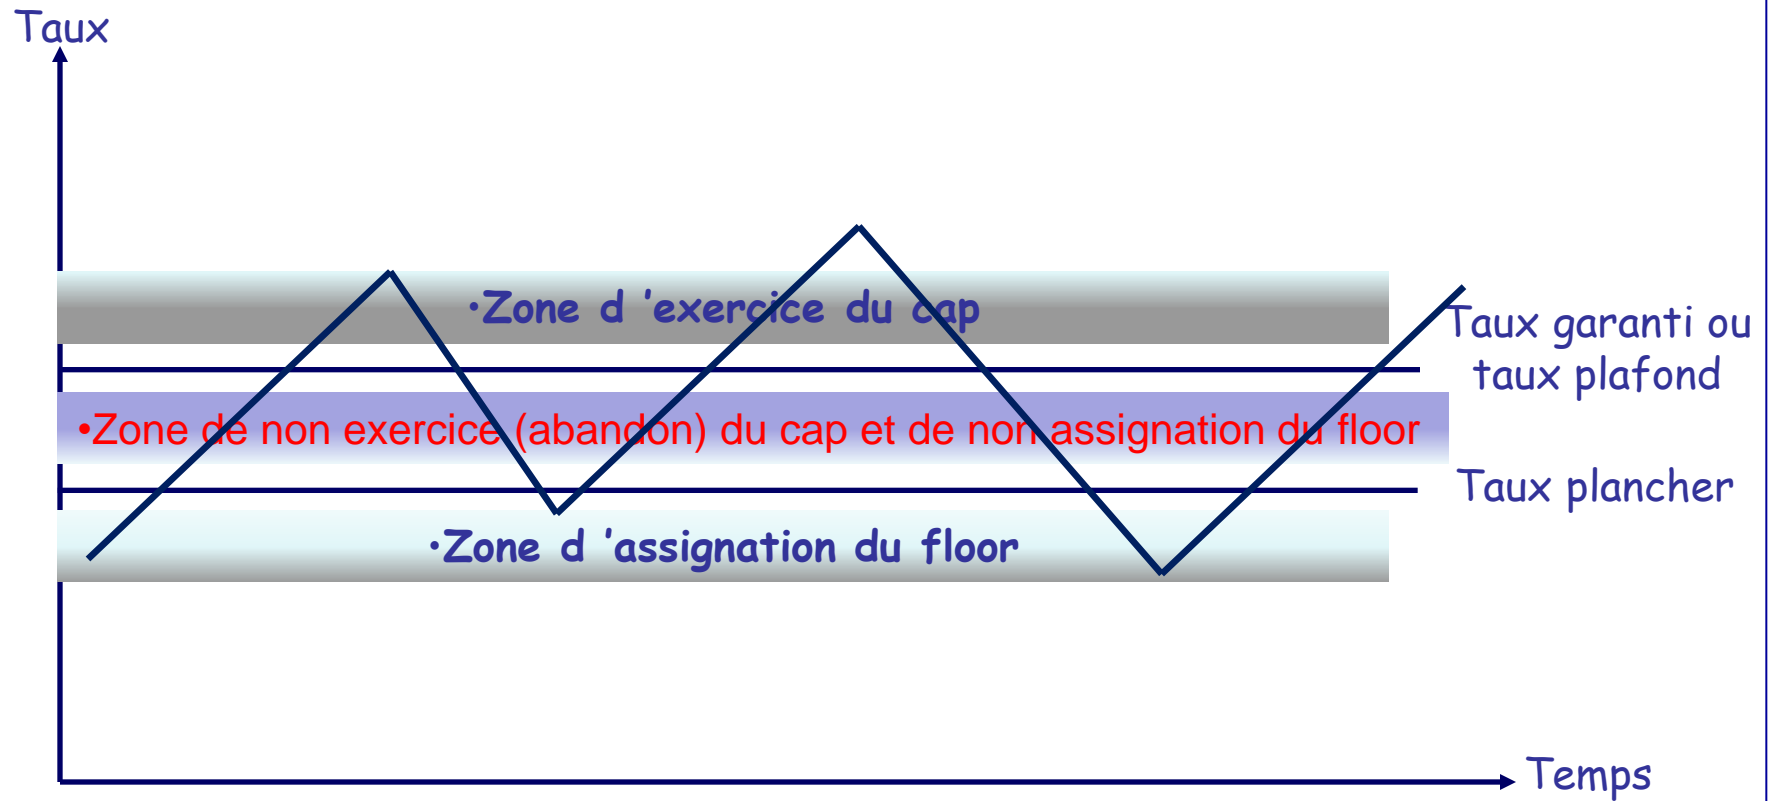 Taux
•Zone d ’exercice du cap
Taux garanti ou
taux plafond
•Zone de non exercice (abandon) du cap et de non assignation du floor
Taux plancher
•Zone d ’assignation du floor
Temps